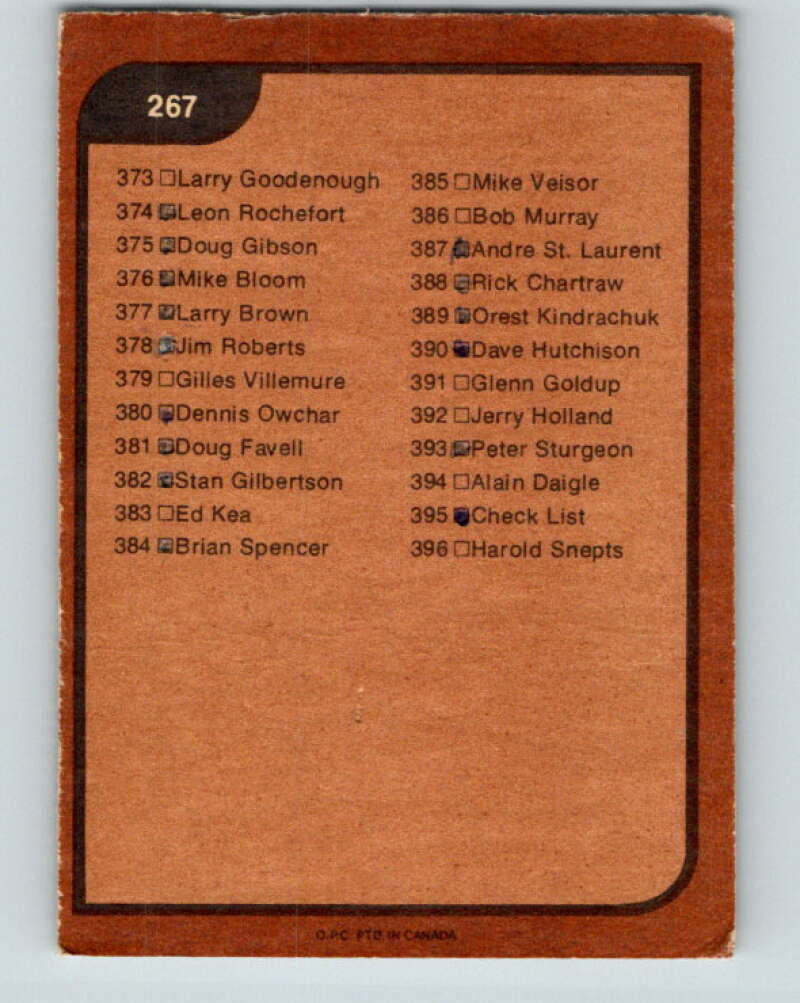 267
373 Larry Goodenough
374 Leon Rochefort
375 Doug Gibson
376 Mike Bloom
377 Larry Brown
378 Jim Roberts
379 Gilles Villemure
380 Dennis Owchar
381 Doug Favell
382 Stan Gilbertson
383 Ed Kea
384 Brian Spencer
385 Mike Veisor
386 Bob Murray
387 Andre St. Laurent
388 Rick Chartraw
389 Orest Kindrachuk
390 Dave Hutchison
391 Glenn Goldup
392 Jerry Holland
393 Peter Sturgeon
394 Alain Daigle
395 Check List
396 Harold Snepts
O.P.C. PTD. IN CANADA